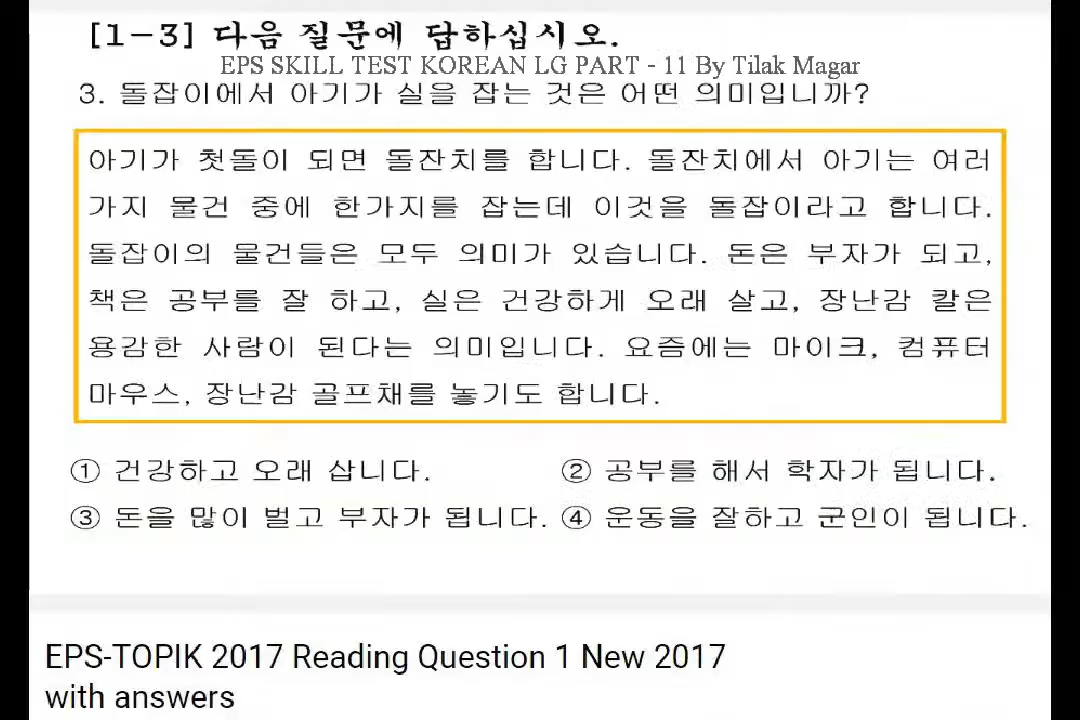 [1-3] 다음 질문에 답하십시오.
EPS SKILL TEST KOREAN LG PART - 11 By Tilak Magar
3. 돌잡이에서 아기가 실을 잡는 것은 어떤 의미입니까?
아기가 첫돌이 되면 돌잔치를 합니다. 돌잔치에서 아기는 여러
가지 물건 중에 한가지를 잡는데 이것을 돌잡이라고 합니다.
돌잡이의 물건들은 모두 의미가 있습니다. 돈은 부자가 되고,
책은 공부를 잘 하고, 실은 건강하게 오래 살고, 장난감 칼은
용감한 사람이 된다는 의미입니다. 요즘에는 마이크, 컴퓨터
마우스, 장난감 골프채를 놓기도 합니다.
① 건강하고 오래 삽니다. ② 공부를 해서 학자가 됩니다.
③ 돈을 많이 벌고 부자가 됩니다. ④ 운동을 잘하고 군인이 됩니다.
EPS-TOPIK 2017 Reading Question 1 New 2017
with answers